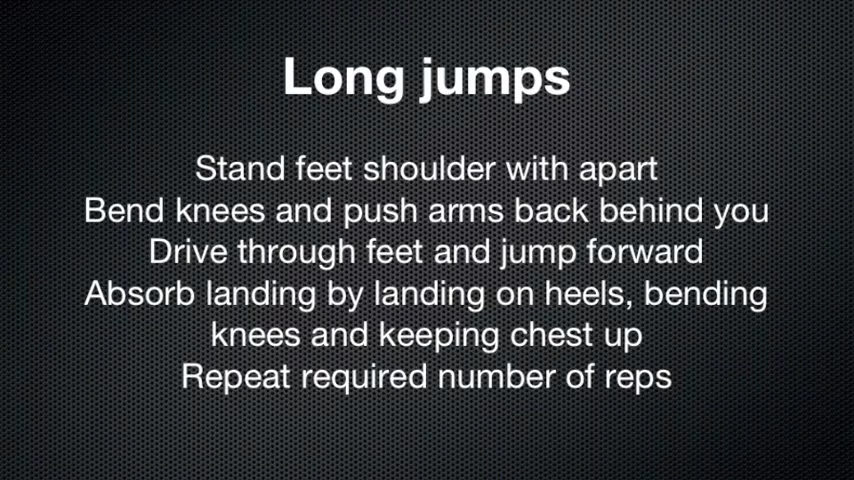 Long jumps
Stand feet shoulder with apart
Bend knees and push arms back behind you
Drive through feet and jump forward
Absorb landing by landing on heels, bending
knees and keeping chest up
Repeat required number of reps